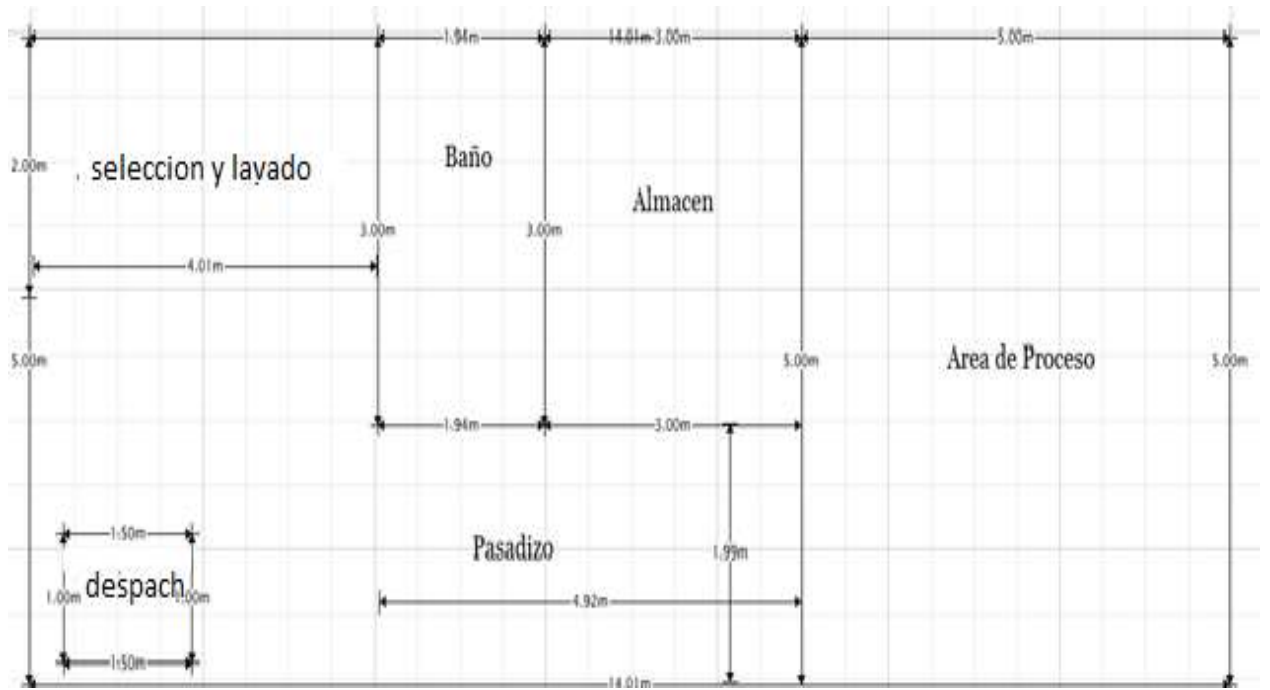 1.94m
14.01m 3.00m
5.00m
2.00m
. seleccion y lavado
Baño
Almacen
3.00m
3.00m
4.01m
5.00m
5.00m
Area de Proceso
5.00m
1.94m
3.00m
1.50m
Pasadizo
1.99m
1.00m
despach
1.00m
4.92m
1.50m
14.01m